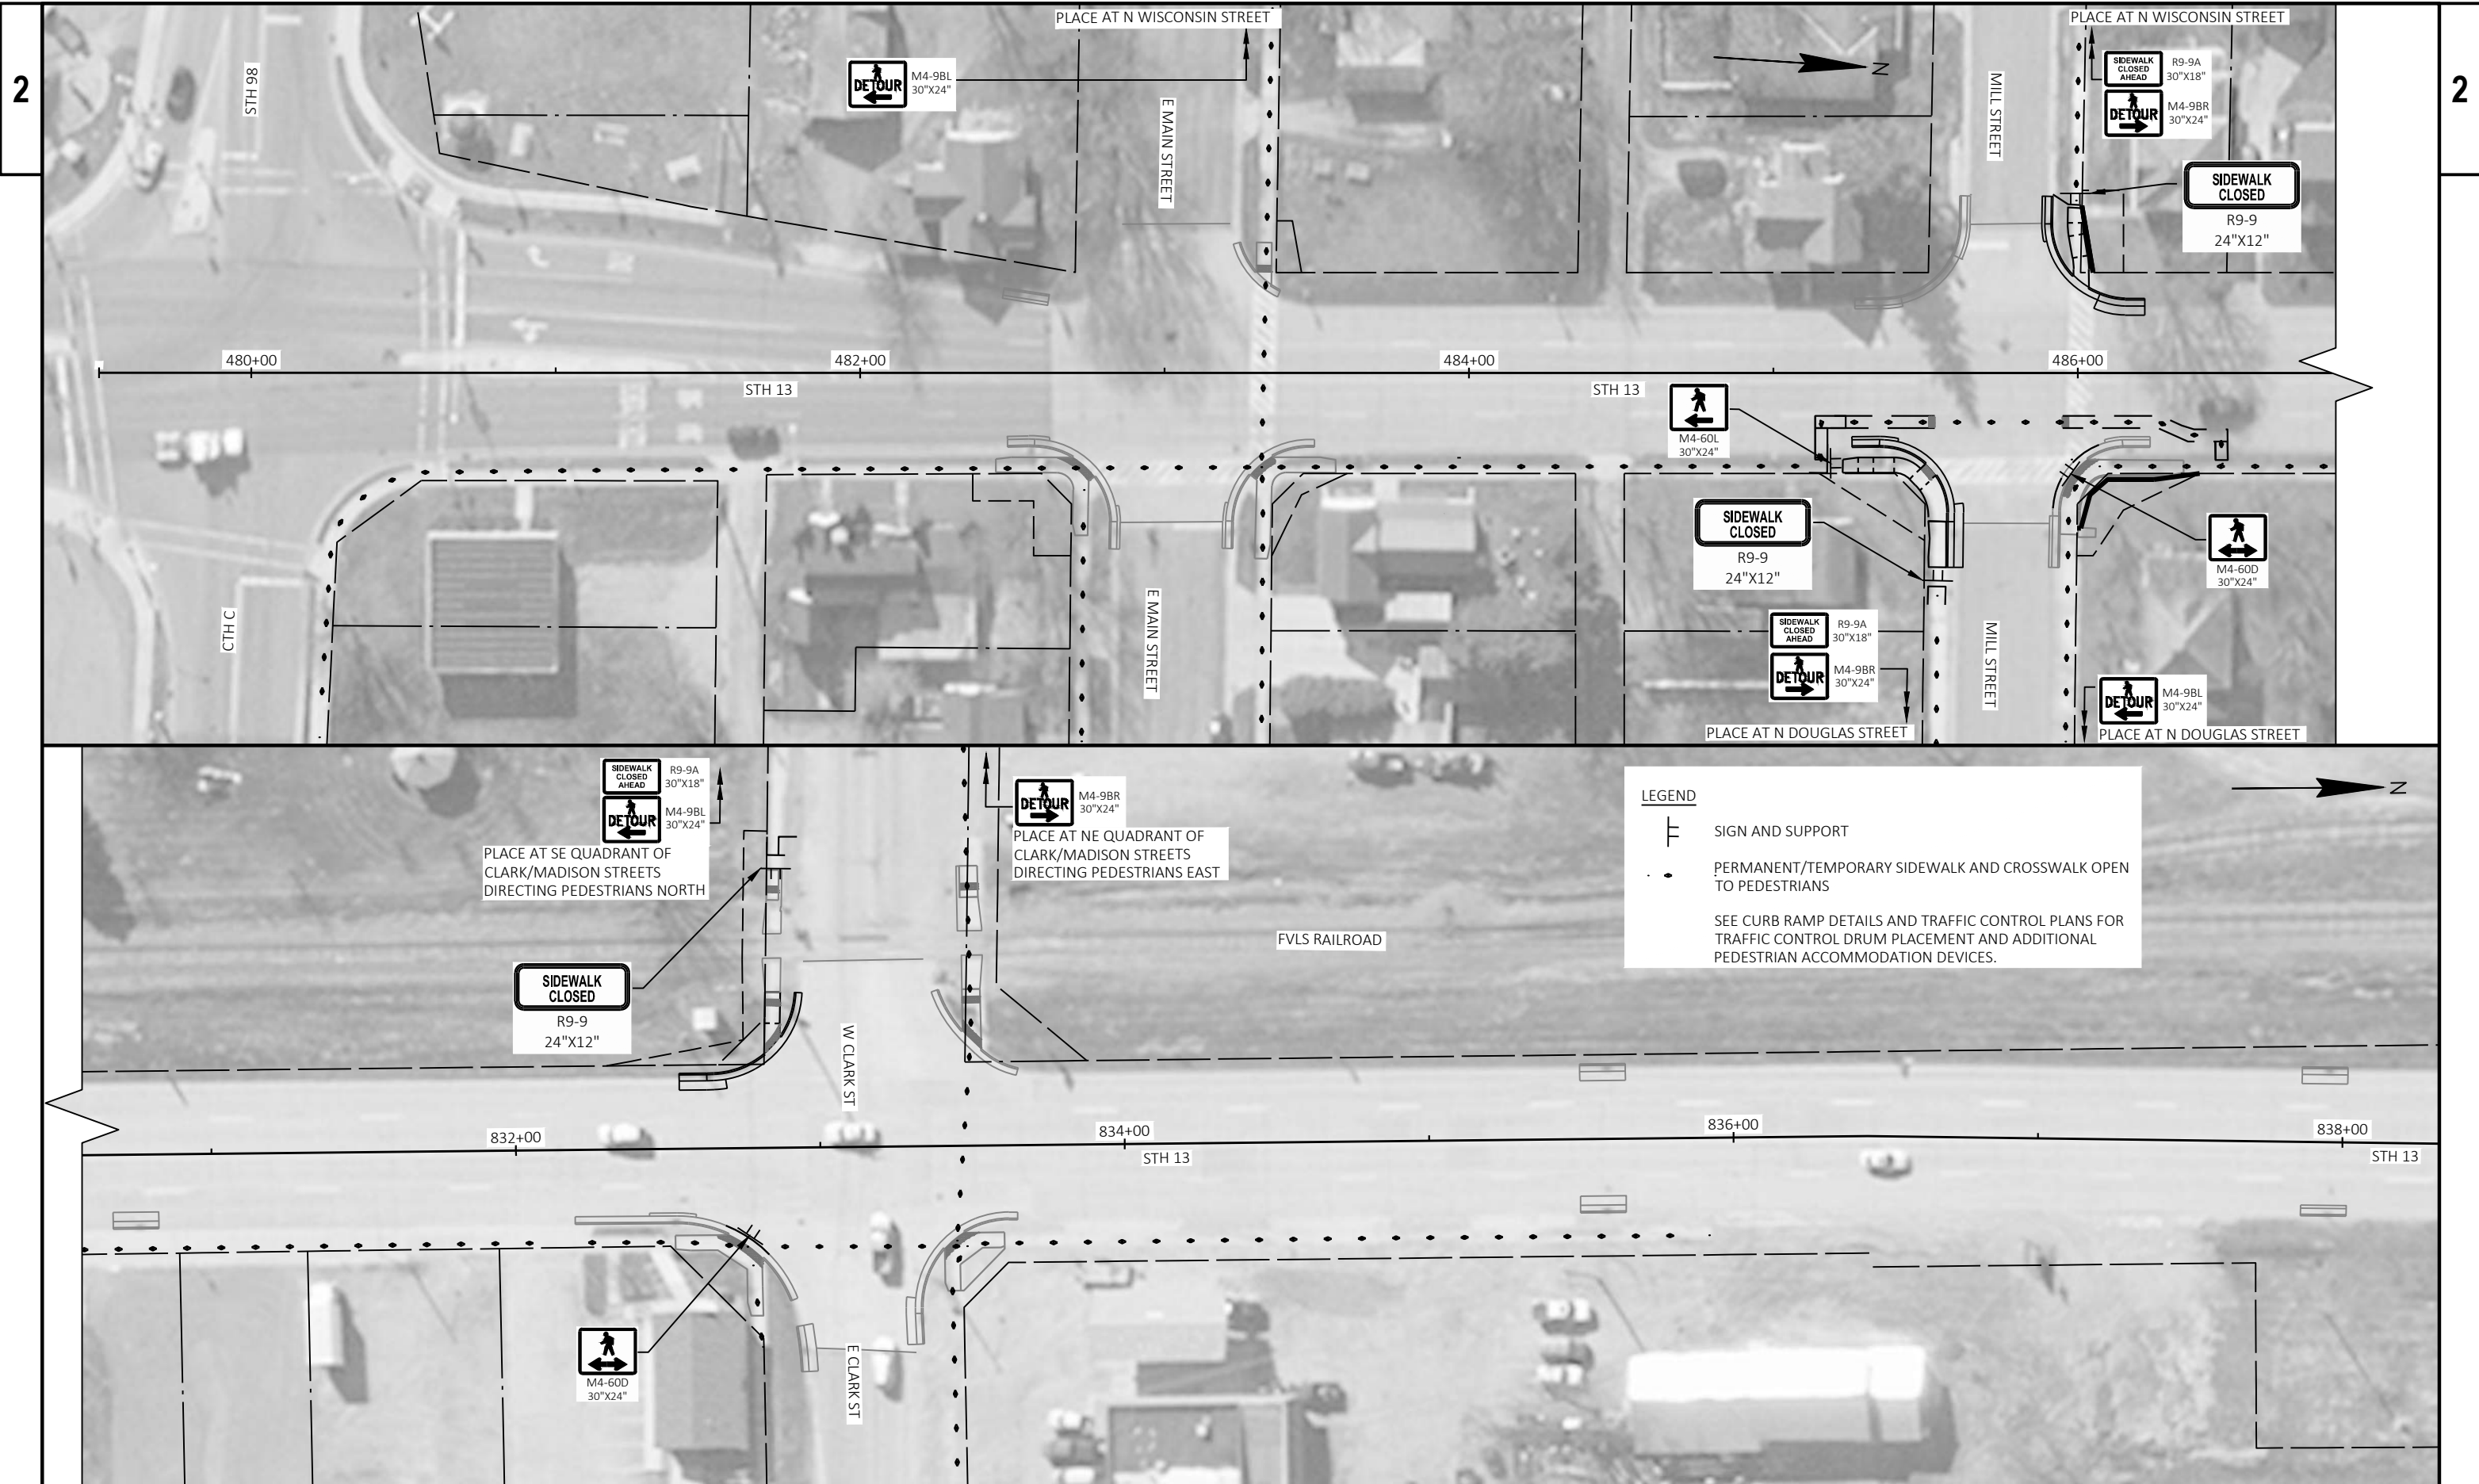 2
2
PLACE AT N WISCONSIN STREET
PLACE AT N WISCONSIN STREET
STH 98
DETOUR
M4-9BL
30"X24"
E MAIN STREET
N
MILL STREET
SIDEWALK
CLOSED
AHEAD
R9-9A
30"X18"
DETOUR
M4-9BR
30"X24"
SIDEWALK
CLOSED
R9-9
24"X12"
480+00
482+00
484+00
486+00
STH 13
STH 13
M4-60L
30"X24"
SIDEWALK
CLOSED
R9-9
24"X12"
M4-60D
30"X24"
CTH C
E MAIN STREET
SIDEWALK
CLOSED
AHEAD
R9-9A
30"X18"
DETOUR
M4-9BR
30"X24"
PLACE AT N DOUGLAS STREET
MILL STREET
DETOUR
M4-9BL
30"X24"
PLACE AT N DOUGLAS STREET
SIDEWALK
CLOSED
AHEAD
R9-9A
30"X18"
DETOUR
M4-9BL
30"X24"
PLACE AT SE QUADRANT OF
CLARK/MADISON STREETS
DIRECTING PEDESTRIANS NORTH
DETOUR
M4-9BR
30"X24"
PLACE AT NE QUADRANT OF
CLARK/MADISON STREETS
DIRECTING PEDESTRIANS EAST
SIDEWALK
CLOSED
R9-9
24"X12"
FVLS RAILROAD
LEGEND
SIGN AND SUPPORT
PERMANENT/TEMPORARY SIDEWALK AND CROSSWALK OPEN
TO PEDESTRIANS
SEE CURB RAMP DETAILS AND TRAFFIC CONTROL PLANS FOR
TRAFFIC CONTROL DRUM PLACEMENT AND ADDITIONAL
PEDESTRIAN ACCOMMODATION DEVICES.
N
W CLARK ST
832+00
834+00
836+00
838+00
STH 13
STH 13
M4-60D
30"X24"
E CLARK ST